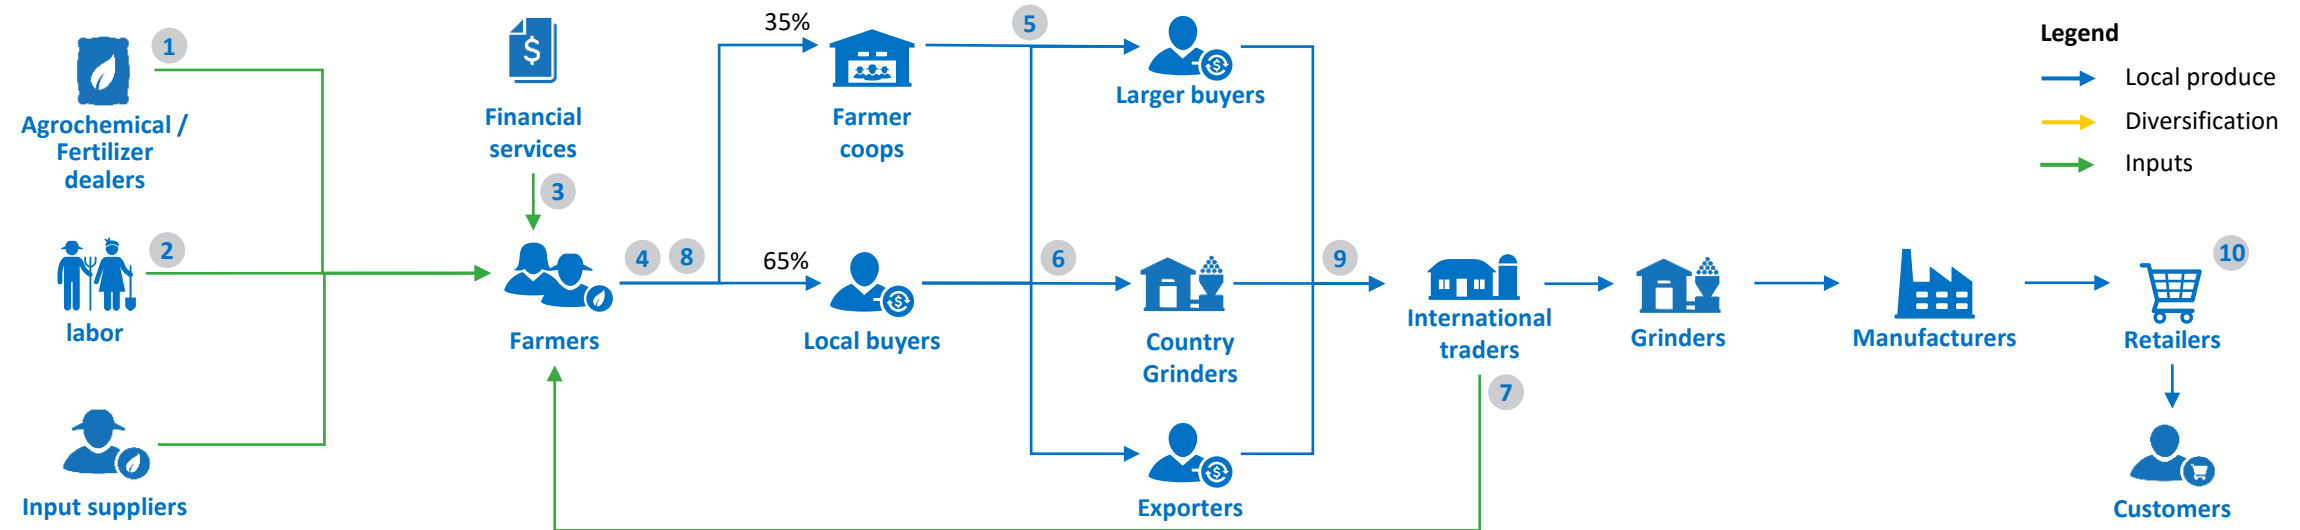 1
Agrochemical /
Fertilizer
dealers
2
labor
Input suppliers
Financial
services
3
Farmers
4
8
35%
Farmer
coops
65%
Local buyers
5
Larger buyers
6
Country
Grinders
Exporters
9
International
traders
7
Grinders
Manufacturers
10
Retailers
Customers
Legend
Local produce
Diversification
Inputs